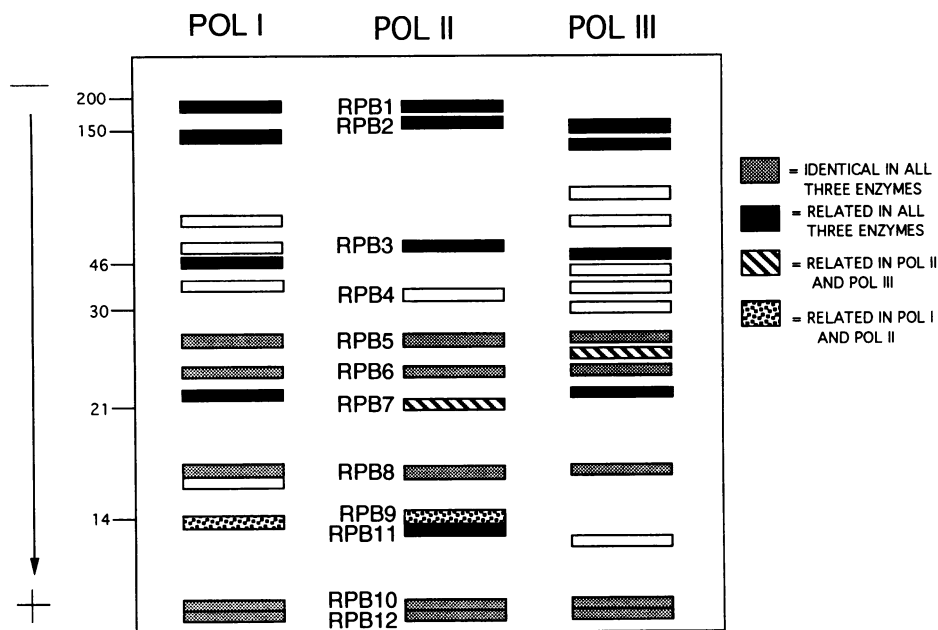 POL I
POL II
POL III
200
150
46
30
21
14
RPB1
RPB2
RPB3
RPB4
RPB5
RPB6
RPB7
RPB8
RPB9
RPB11
RPB10
RPB12
= IDENTICAL IN ALL
THREE ENZYMES
= RELATED IN ALL
THREE ENZYMES
= RELATED IN POL II
AND POL III
= RELATED IN POL I
AND POL II
—
+